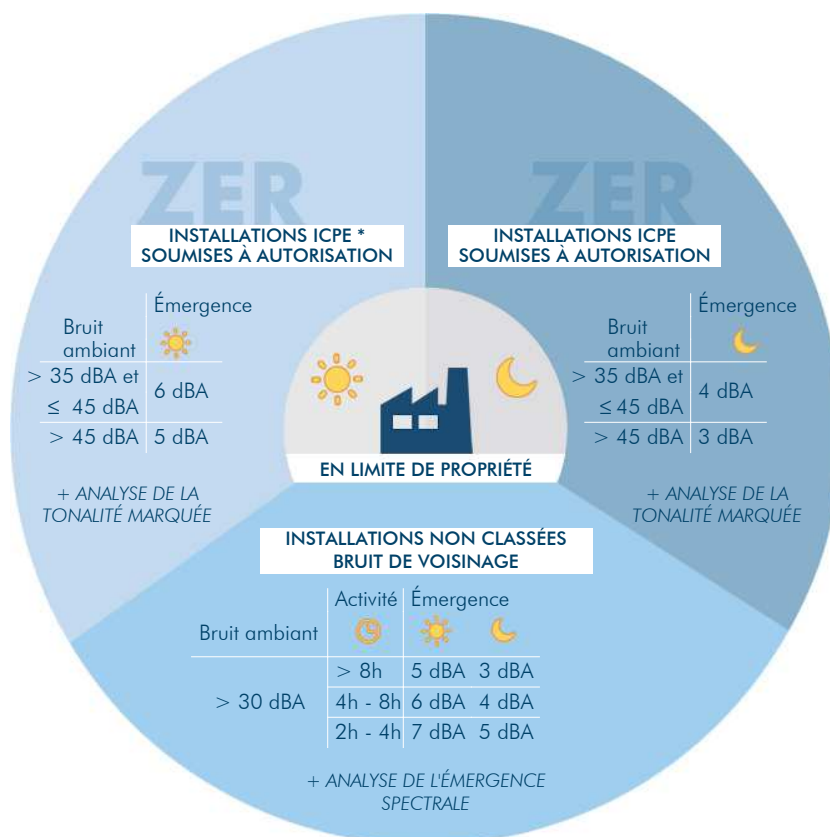 ZER
INSTALLATIONS ICPE *
SOUMISES À AUTORISATION
Émergence
Bruit
ambiant
> 35 dBA et
≤ 45 dBA
6 dBA
> 45 dBA 5 dBA
+ ANALYSE DE LA
TONALITÉ MARQUÉE
ZER
INSTALLATIONS ICPE
SOUMISES À AUTORISATION
Émergence
Bruit
ambiant
> 35 dBA et
≤ 45 dBA
4 dBA
> 45 dBA 3 dBA
+ ANALYSE DE LA
TONALITÉ MARQUÉE
EN LIMITE DE PROPRIÉTÉ
INSTALLATIONS NON CLASSÉES
BRUIT DE VOISINAGE
Activité Émergence
Bruit ambiant
> 30 dBA
> 8h 5 dBA 3 dBA
4h - 8h 6 dBA 4 dBA
2h - 4h 7 dBA 5 dBA
+ ANALYSE DE L'ÉMERGENCE
SPECTRALE